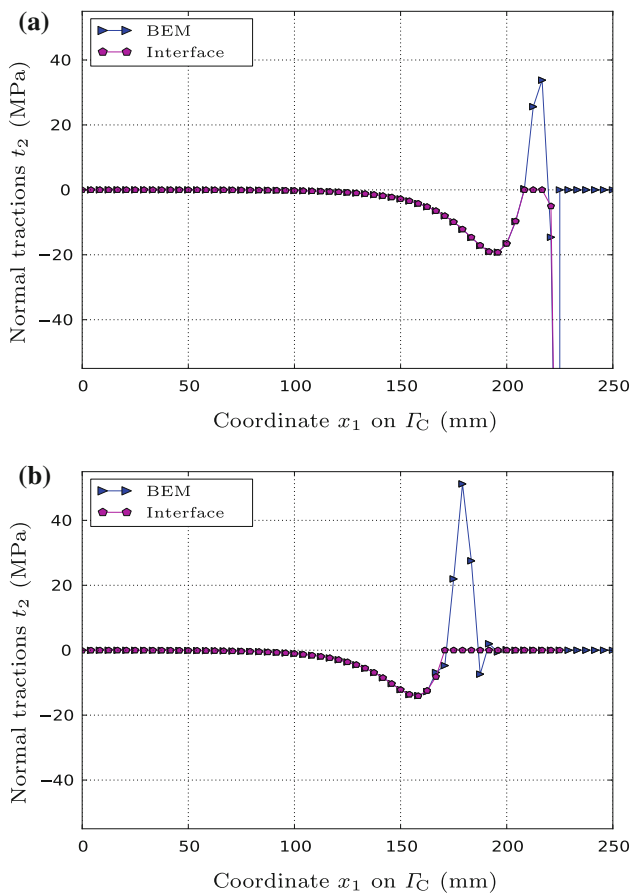 (a)
BEM
Interface
Normal tractions t₂ (MPa)
40
20
0
−20
−40
0
50
100
150
200
250
Coordinate x₁ on Γ_C (mm)
(b)
BEM
Interface
Normal tractions t₂ (MPa)
40
20
0
−20
−40
0
50
100
150
200
250
Coordinate x₁ on Γ_C (mm)